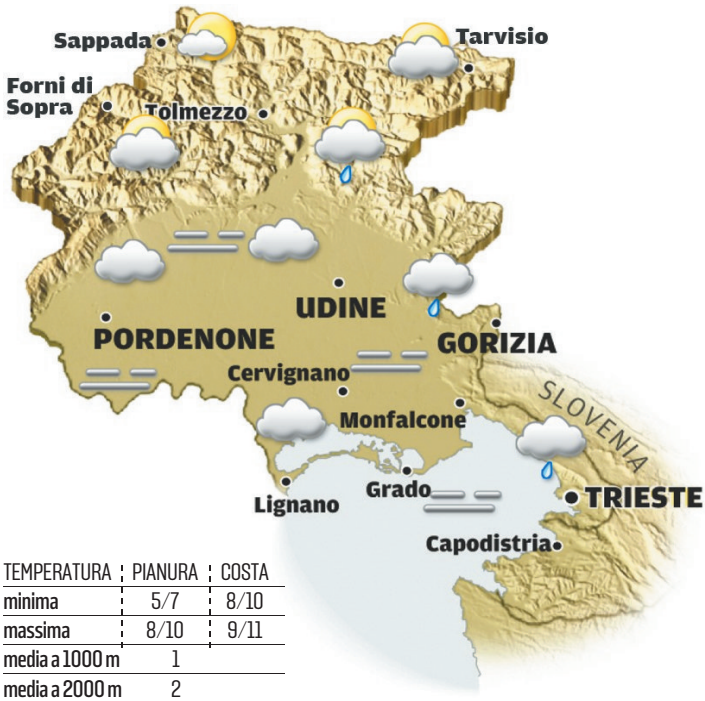 Sappada
Tarvisio
Forni di
Sopra
Tolmezzo
UDINE
PORDENONE
GORIZIA
Cervignano
SLOVENIA
Monfalcone
Lignano
Grado
TRIESTE
Capodistria
TEMPERATURA PIANURA COSTA
minima 5/7 8/10
massima 8/10 9/11
media a 1000 m 1
media a 2000 m 2